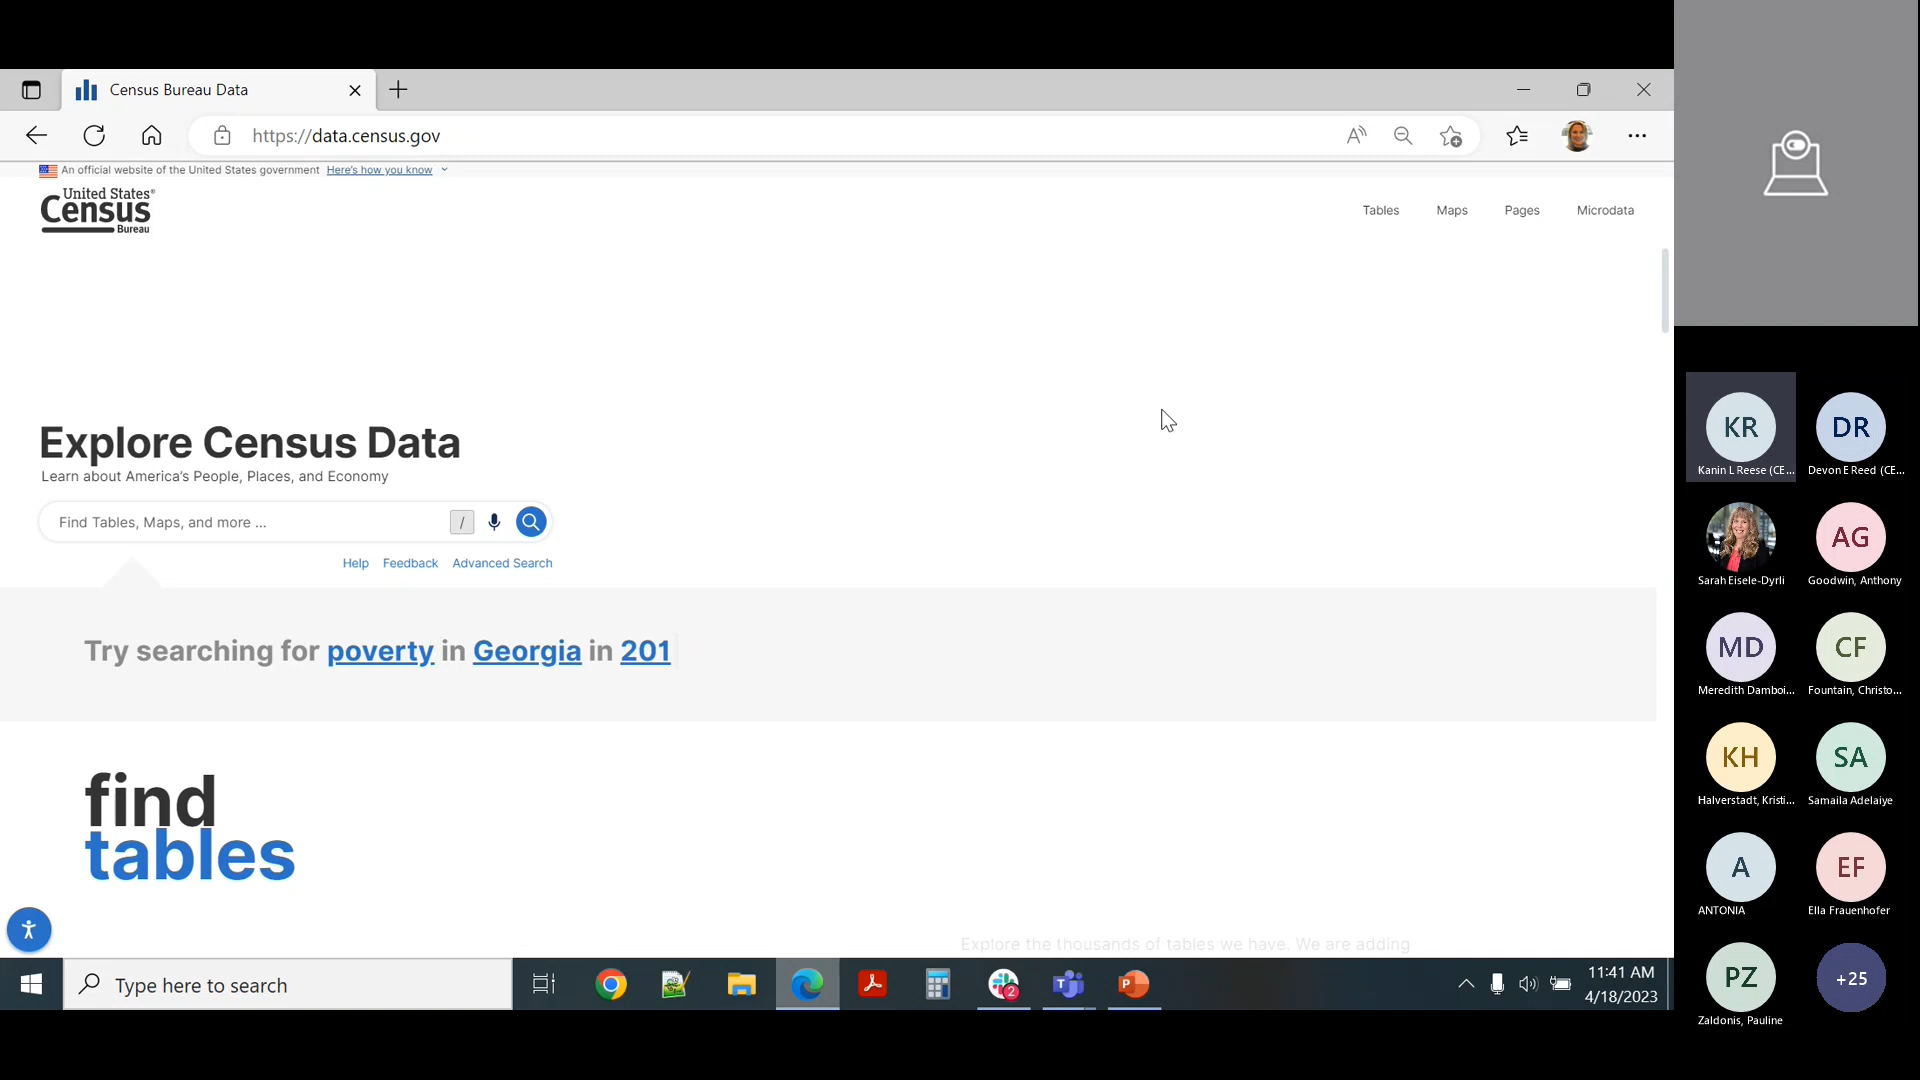 Census Bureau Data
https://data.census.gov
An official website of the United States government Here's how you know
United States®
Census
Bureau
Tables Maps Pages Microdata
Explore Census Data
Learn about America's People, Places, and Economy
Find Tables, Maps, and more ... /
Help Feedback Advanced Search
Try searching for poverty in Georgia in 201
find
tables
Explore the thousands of tables we have. We are adding
Type here to search
2
11:41 AM
4/18/2023
KR DR
Kanin L Reese (CE... Devon E Reed (CE...
AG
Sarah Eisele-Dyrli Goodwin, Anthony
MD CF
Meredith Damboi... Fountain, Christo...
KH SA
Halverstadt, Kristi... Samaila Adelaiye
A EF
ANTONIA Ella Frauenhofer
PZ +25
Zaldonis, Pauline